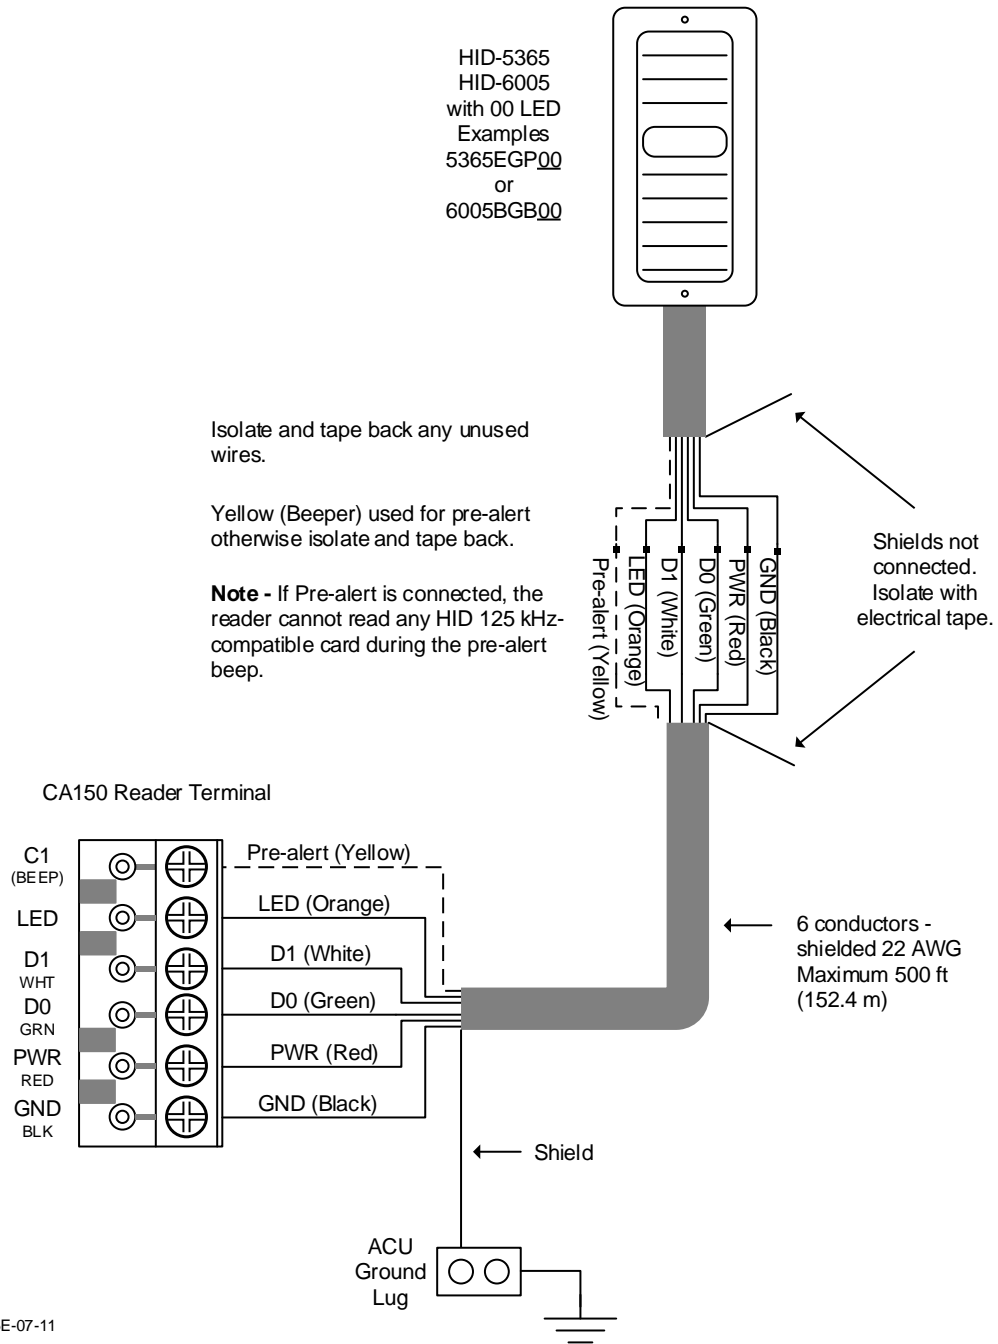 HID-5365
HID-6005
with 00 LED
Examples
5365EGP00
or
6005BGB00
Isolate and tape back any unused
wires.
Yellow (Beeper) used for pre-alert
otherwise isolate and tape back.
Note - If Pre-alert is connected, the
reader cannot read any HID 125 kHz-
compatible card during the pre-alert
beep.
Pre-alert (Yellow)
LED (Orange)
D1 (White)
D0 (Green)
PWR (Red)
GND (Black)
Shields not
connected.
Isolate with
electrical tape.
CA150 Reader Terminal
C1
(BEEP)
LED
D1
WHT
D0
GRN
PWR
RED
GND
BLK
Pre-alert (Yellow)
LED (Orange)
D1 (White)
D0 (Green)
PWR (Red)
GND (Black)
6 conductors -
shielded 22 AWG
Maximum 500 ft
(152.4 m)
Shield
ACU
Ground
Lug
E-07-11